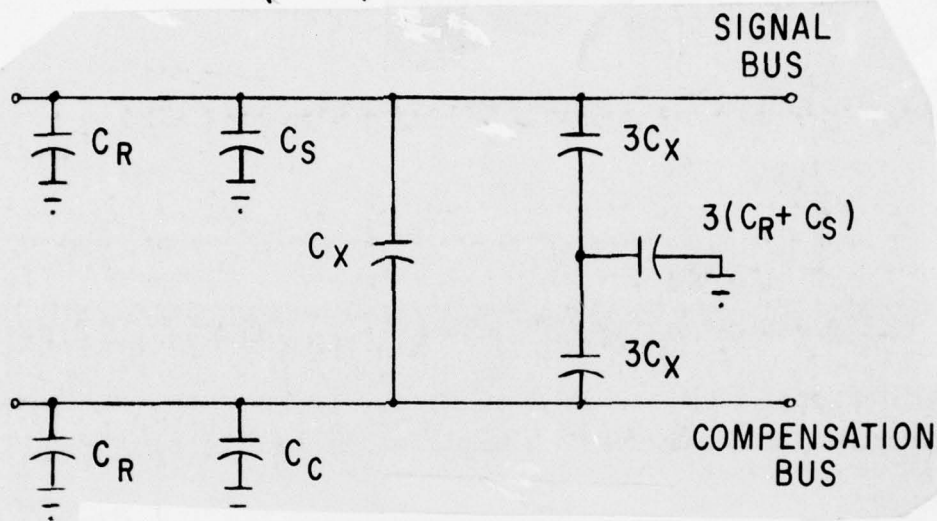 SIGNAL
BUS
C_R
C_S
3C_X
3(C_R + C_S)
C_X
3C_X
C_R
C_C
COMPENSATION
BUS